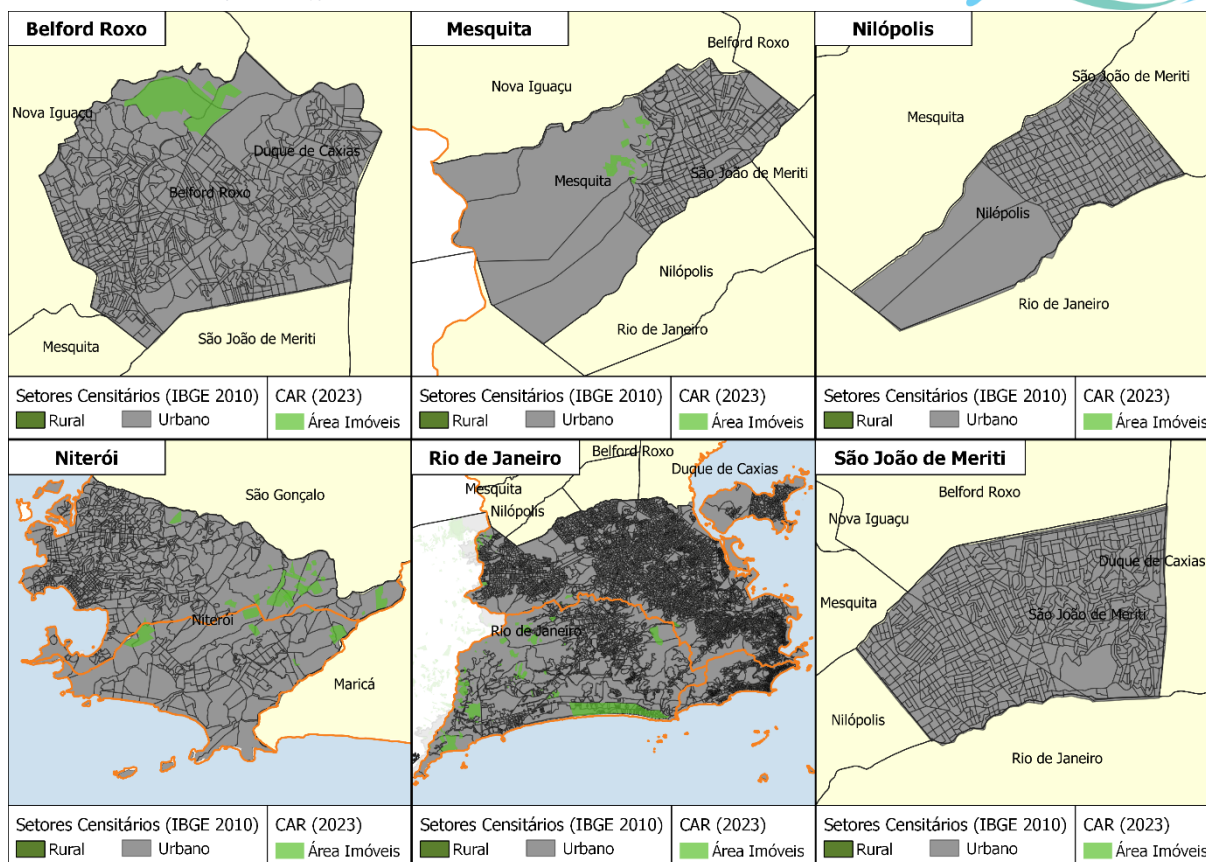 Belford Roxo
Nova Iguaçu
Duque de Caxias
Belford Roxo
São João de Meriti
Mesquita
Setores Censitários (IBGE 2010)
Rural
Urbano
CAR (2023)
Área Imóveis
Mesquita
Belford Roxo
Nova Iguaçu
São João de Meriti
Mesquita
Nilópolis
Rio de Janeiro
Setores Censitários (IBGE 2010)
Rural
Urbano
CAR (2023)
Área Imóveis
Nilópolis
São João de Meriti
Mesquita
Nilópolis
Rio de Janeiro
Setores Censitários (IBGE 2010)
Rural
Urbano
CAR (2023)
Área Imóveis
Niterói
São Gonçalo
Niterói
Maricá
Setores Censitários (IBGE 2010)
Rural
Urbano
CAR (2023)
Área Imóveis
Rio de Janeiro
Belford Roxo
Duque de Caxias
Mesquita
Nilópolis
Rio de Janeiro
Setores Censitários (IBGE 2010)
Rural
Urbano
CAR (2023)
Área Imóveis
São João de Meriti
Belford Roxo
Nova Iguaçu
Duque de Caxias
Mesquita
São João de Meriti
Nilópolis
Rio de Janeiro
Setores Censitários (IBGE 2010)
Rural
Urbano
CAR (2023)
Área Imóveis